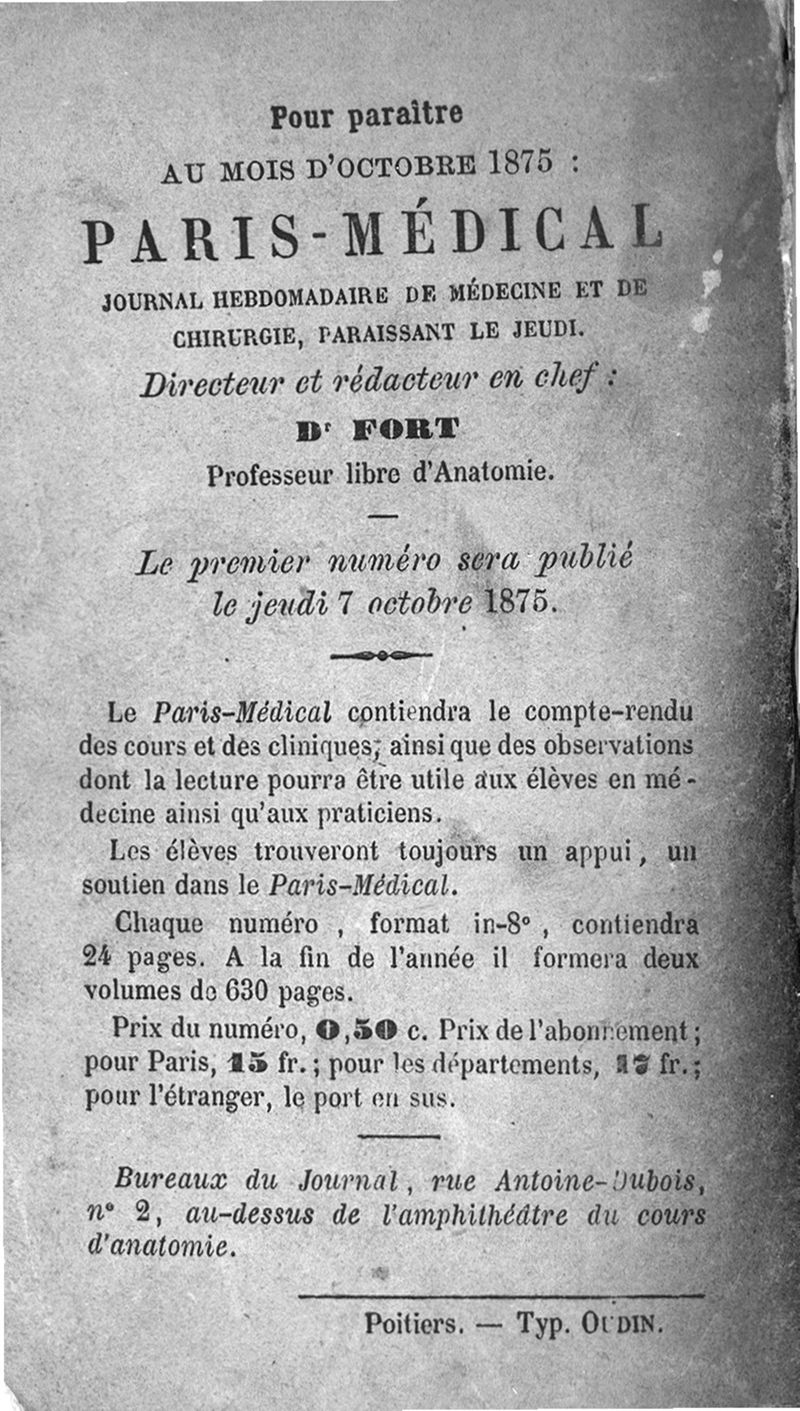 Pour paraître
AU MOIS D'OCTOBRE 1875 :
PARIS-MÉDICAL
JOURNAL HEBDOMADAIRE DE MÉDECINE ET DE
CHIRURGIE, PARAISSANT LE JEUDI.
Directeur et rédacteur en chef :
Dr FORT
Professeur libre d'Anatomie.
Le premier numéro sera publié
le jeudi 7 octobre 1875.
Le Paris-Médical contiendra le compte-rendu
des cours et des cliniques, ainsi que des observations
dont la lecture pourra être utile aux élèves en mé-
decine ainsi qu'aux praticiens.
Les élèves trouveront toujours un appui, un
soutien dans le Paris-Médical.
Chaque numéro , format in-8° , contiendra
24 pages. A la fin de l'année il formera deux
volumes de 630 pages.
Prix du numéro, 0,50 c. Prix de l'abonnement ;
pour Paris, 15 fr. ; pour les départements, 17 fr. ;
pour l'étranger, le port en sus.
Bureaux du Journal, rue Antoine-Dubois,
n° 2, au-dessus de l'amphithéâtre du cours
d'anatomie.
Poitiers. — Typ. OUDIN.